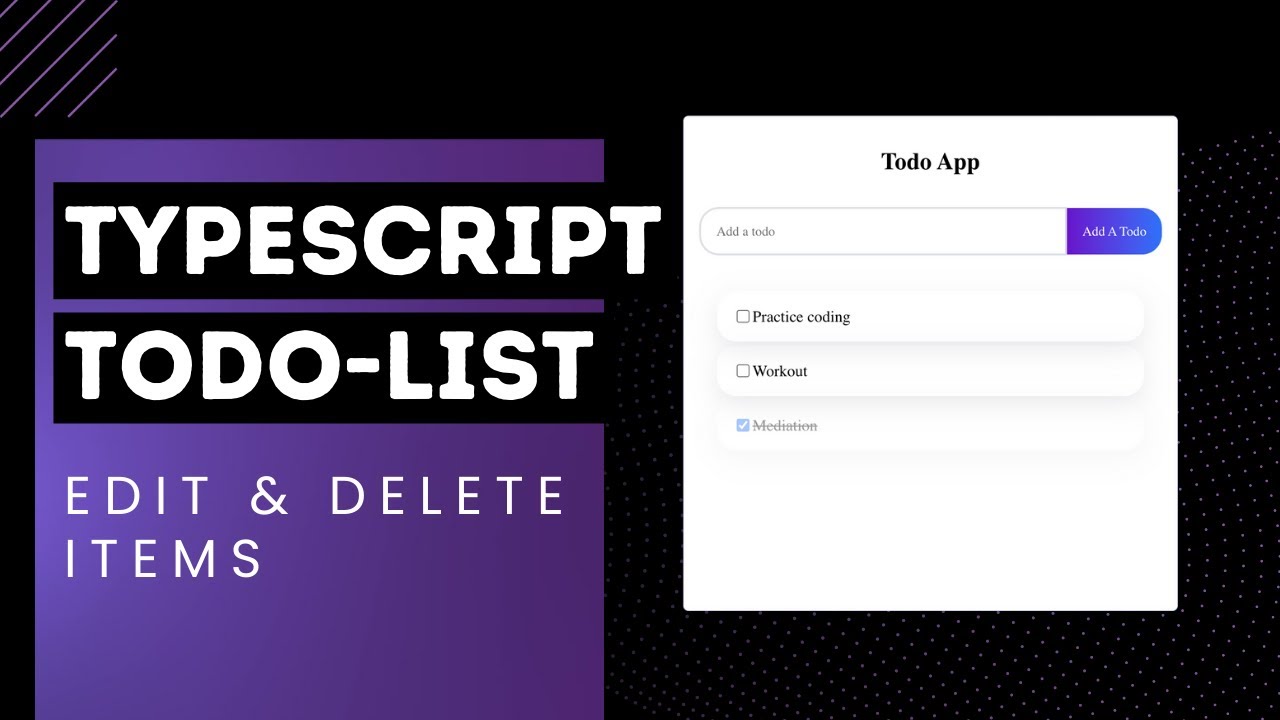 TYPESCRIPT
TODO-LIST
EDIT & DELETE
ITEMS
Todo App
Add a todo
Add A Todo
Practice coding
Workout
Mediation